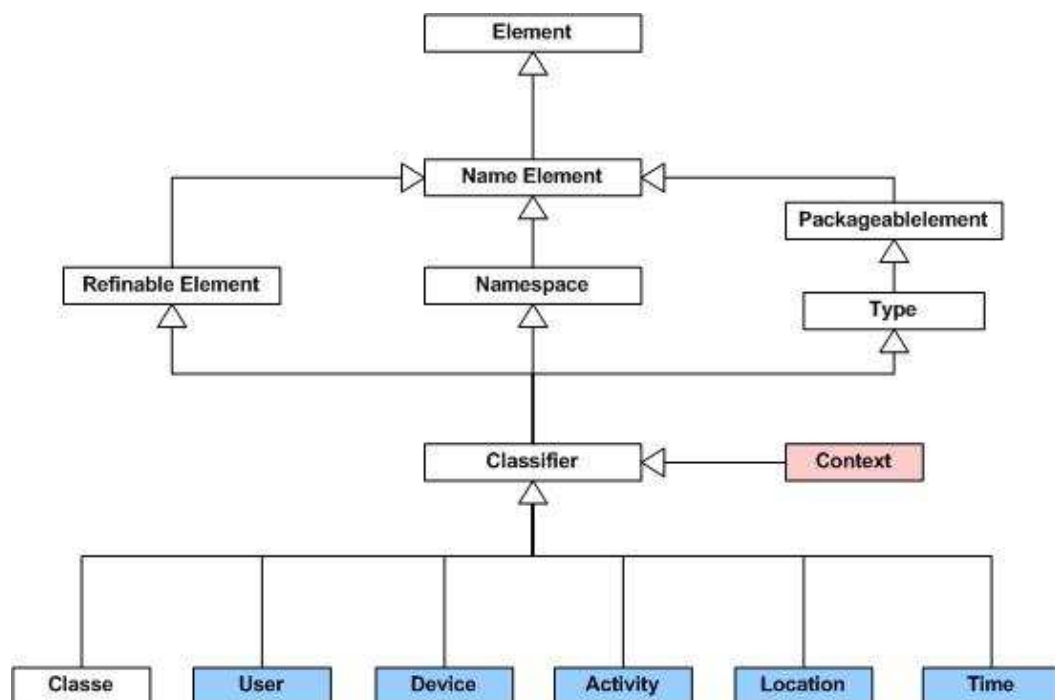 Element
Name Element
Packageablelement
Refinable Element
Namespace
Type
Classifier
Context
Classe
User
Device
Activity
Location
Time